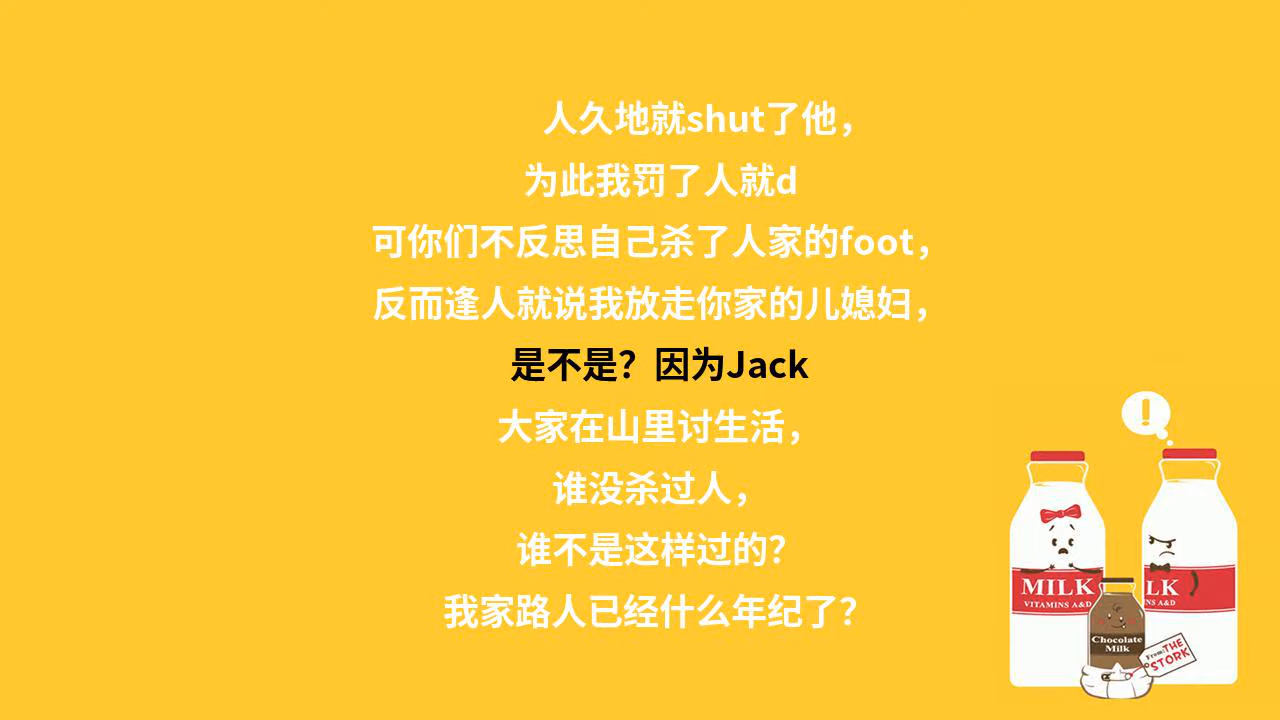 人久地就shut了他，
为此我罚了人就d
可你们不反思自己杀了人家的foot，
反而逢人就说我放走你家的儿媳妇，
是不是？因为Jack
大家在山里讨生活，
谁没杀过人，
谁不是这样过的？
我家路人已经什么年纪了？
!
MILK
VITAMINS A&D
LK
NS A&D
Chocolate
Milk
From: THE
STORK